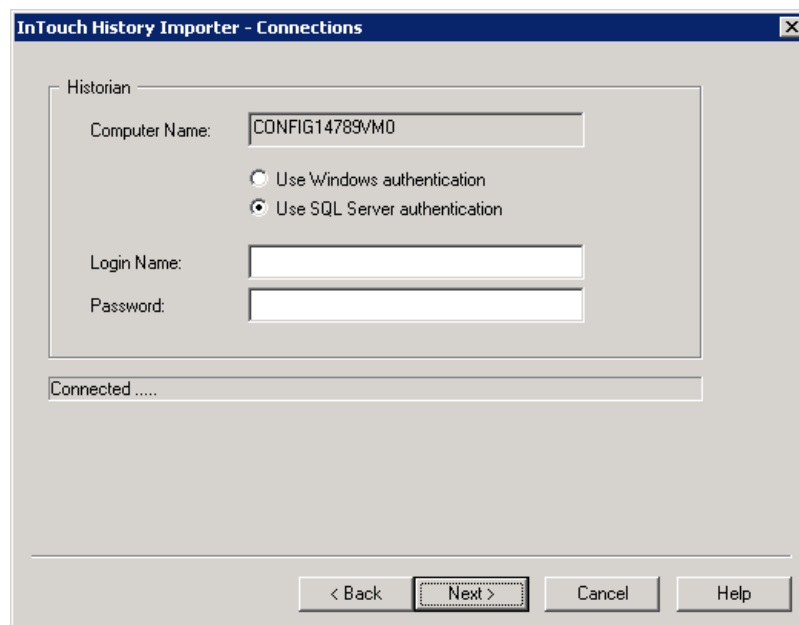 InTouch History Importer - Connections
Historian
Computer Name: CONFIG14789VM0
Use Windows authentication
Use SQL Server authentication
Login Name:
Password:
Connected .....
< Back Next > Cancel Help